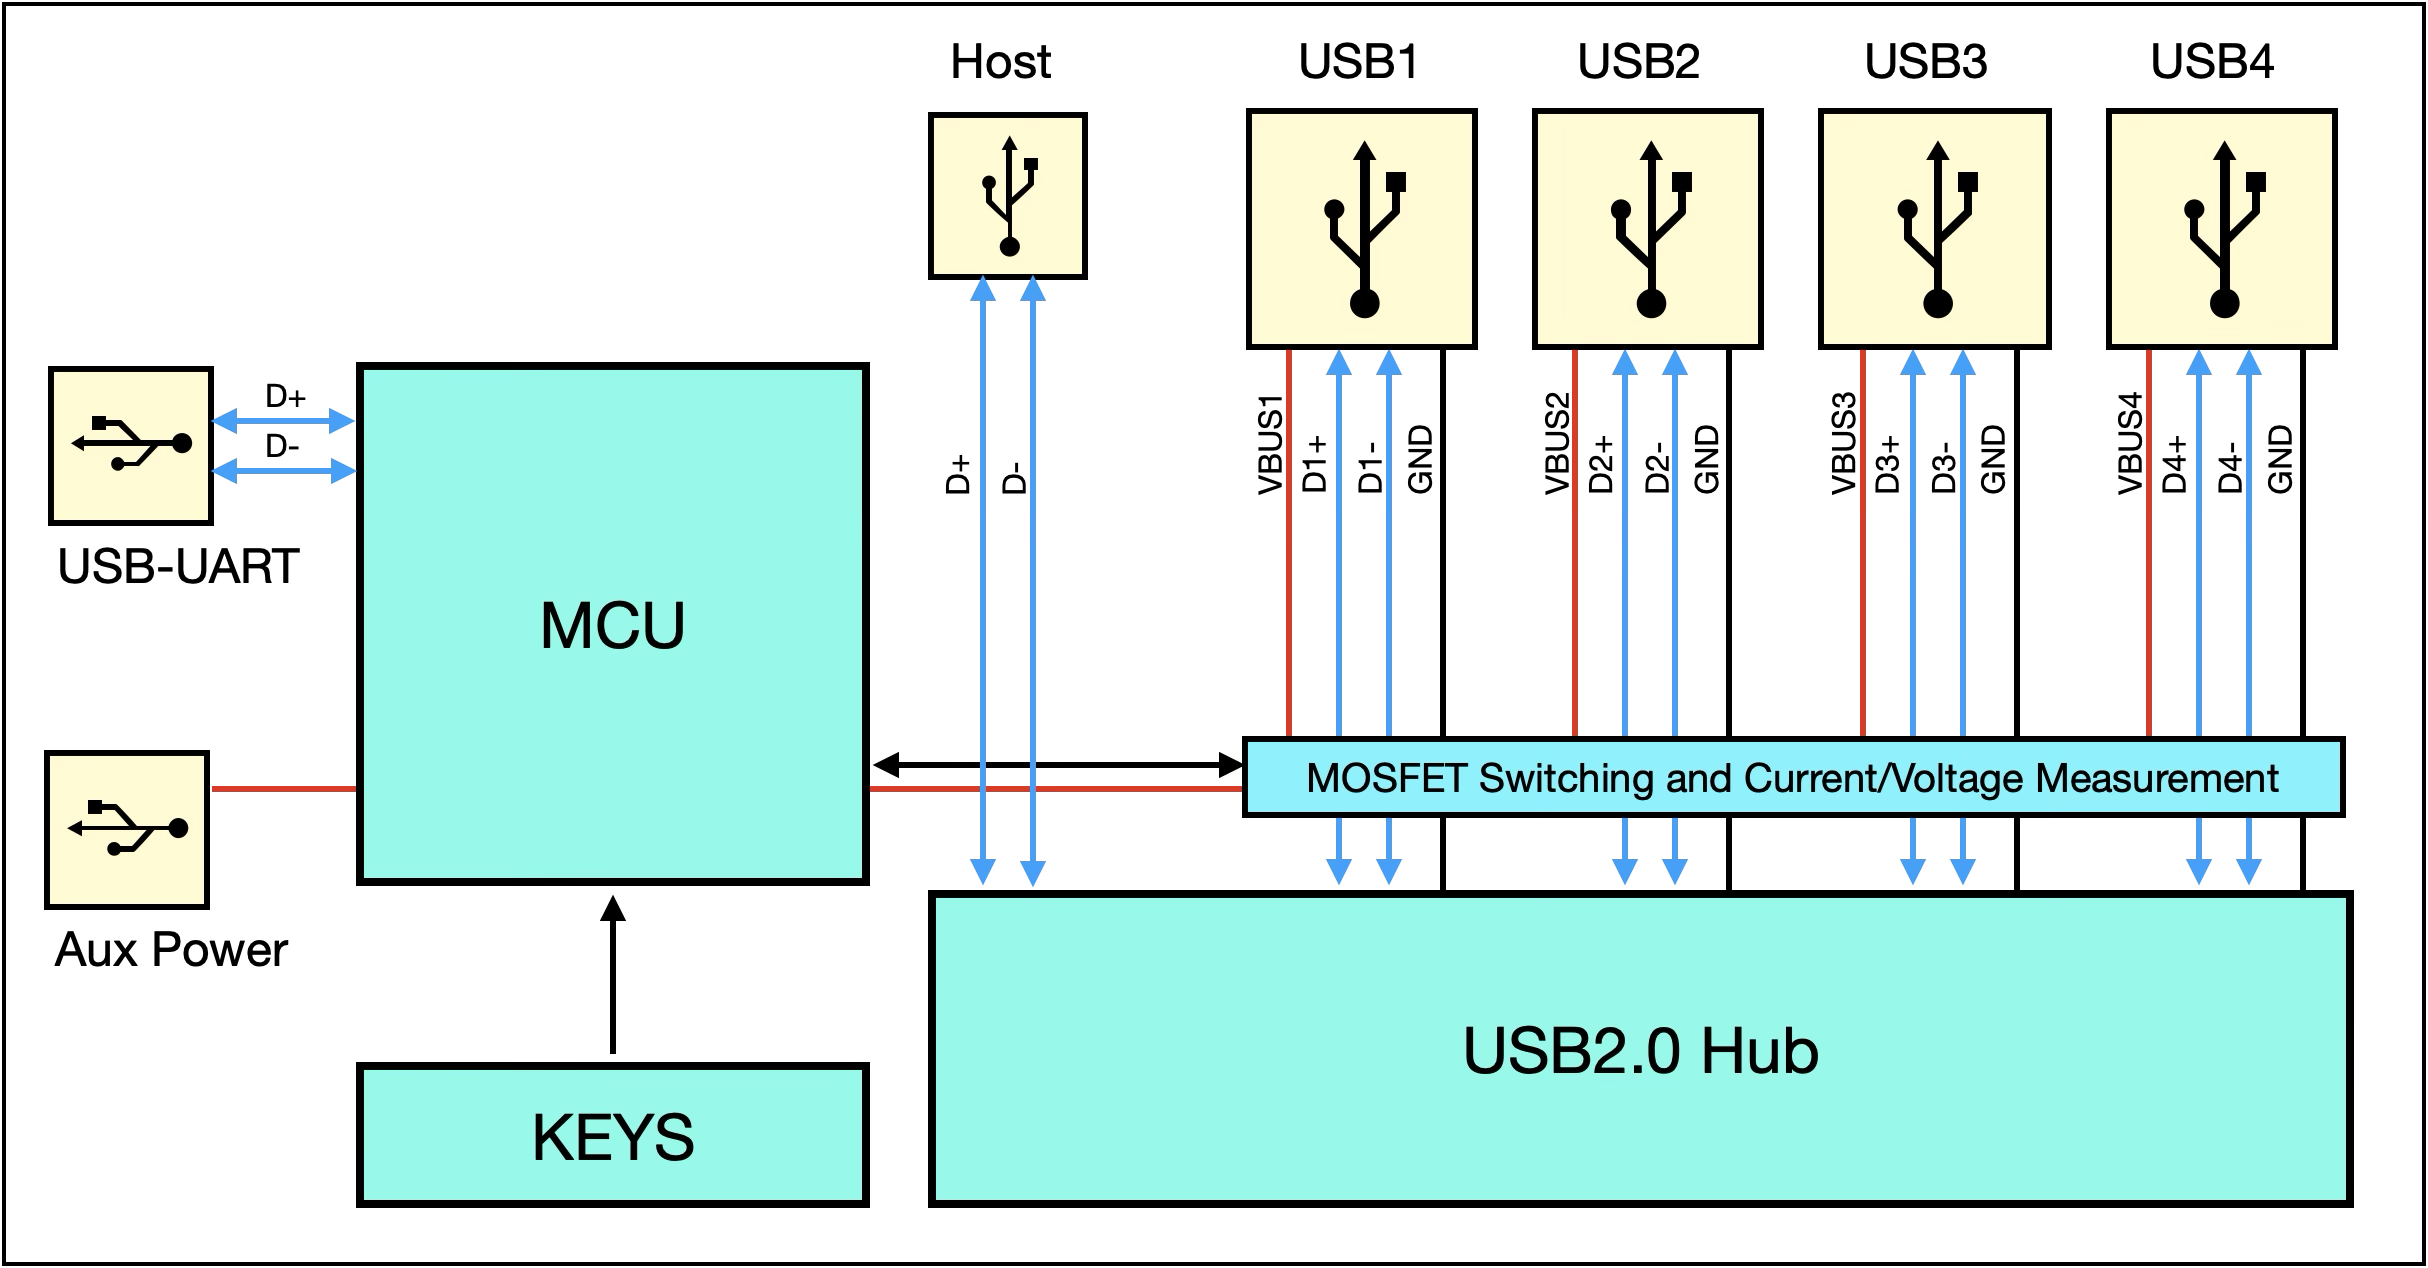 Host
USB1
USB2
USB3
USB4
D+
D-
USB-UART
MCU
D+
D-
VBUS1
D1+
D1-
GND
VBUS2
D2+
D2-
GND
VBUS3
D3+
D3-
GND
VBUS4
D4+
D4-
GND
MOSFET Switching and Current/Voltage Measurement
Aux Power
USB2.0 Hub
KEYS